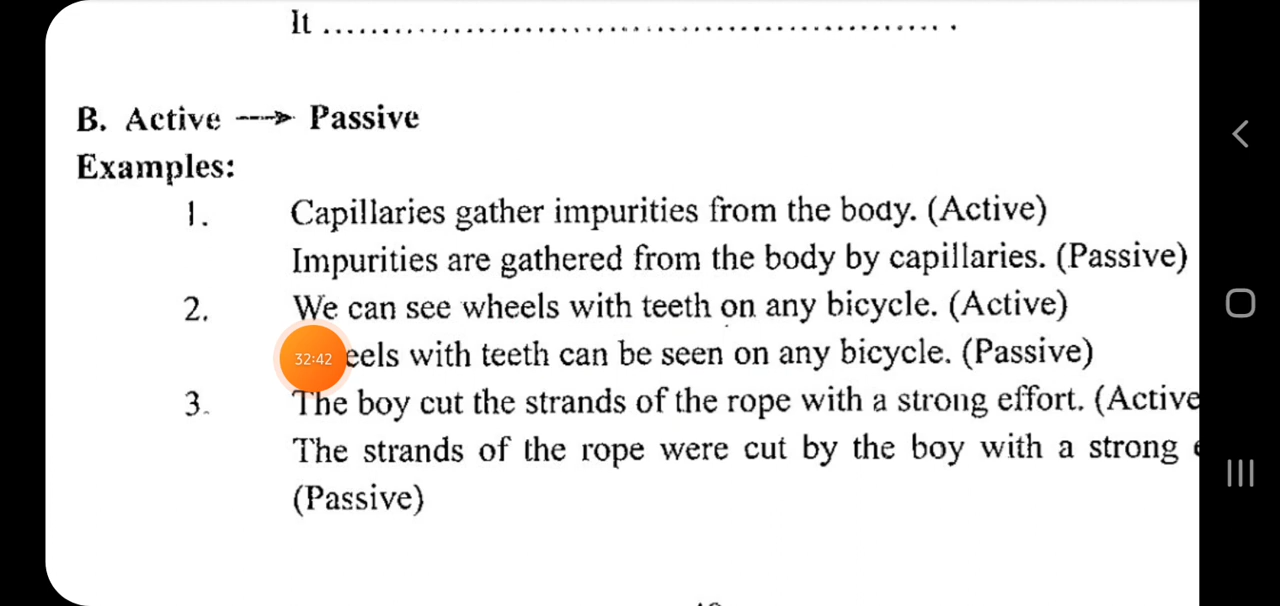 It .................................................... .
B. Active ---> Passive
Examples:
1. Capillaries gather impurities from the body. (Active)
Impurities are gathered from the body by capillaries. (Passive)
2. We can see wheels with teeth on any bicycle. (Active)
32:42 eels with teeth can be seen on any bicycle. (Passive)
3. The boy cut the strands of the rope with a strong effort. (Active
The strands of the rope were cut by the boy with a strong
(Passive)